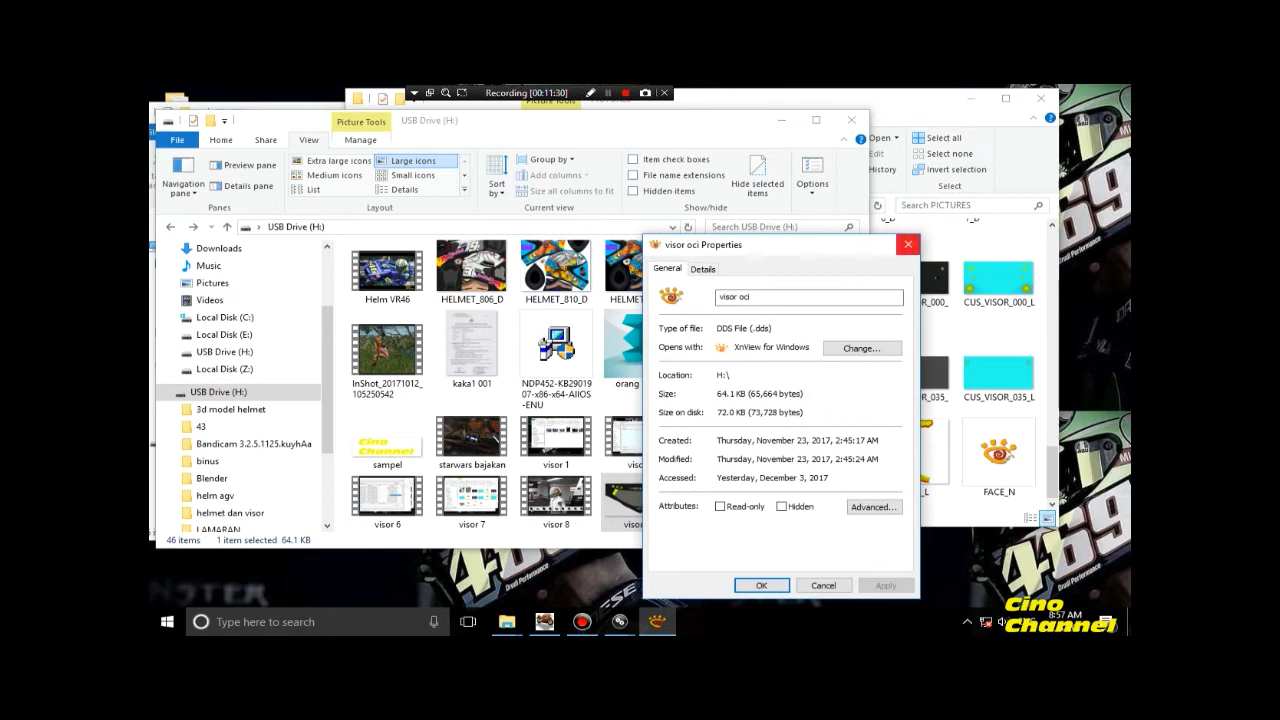 Recording [00:11:30]
Picture Tools
Picture Tools
USB Drive (H:)
File
Home
Share
View
Manage
Navigation pane
Preview pane
Details pane
Panes
Extra large icons
Large icons
Medium icons
Small icons
List
Details
Layout
Sort by
Group by
Add columns
Size all columns to fit
Current view
Item check boxes
File name extensions
Hidden items
Show/hide
Hide selected items
Options
Open
Edit
History
Select all
Select none
Invert selection
Select
USB Drive (H:)
Search USB Drive (H:)
Search PICTURES
Downloads
Music
Pictures
Videos
Local Disk (C:)
Local Disk (E:)
USB Drive (H:)
Local Disk (Z:)
USB Drive (H:)
3d model helmet
43
Bandicam 3.2.5.1125.kuyhAa
binus
Blender
helm agv
helmet dan visor
LAMARAN
Helm VR46
HELMET_806_D
HELMET_810_D
HELMET
InShot_20171012_105250542
kaka1 001
NDP452-KB2901907-x86-x64-AllOS-ENU
orang
Cino Channel
sampel
starwars bajakan
visor 1
visor 6
visor 7
visor 8
46 items
1 item selected
64.1 KB
visor oci Properties
General
Details
visor oci
Type of file:
DDS File (.dds)
Opens with:
XnView for Windows
Change...
Location:
H:\
Size:
64.1 KB (65,664 bytes)
Size on disk:
72.0 KB (73,728 bytes)
Created:
Thursday, November 23, 2017, 2:45:17 AM
Modified:
Thursday, November 23, 2017, 2:45:24 AM
Accessed:
Yesterday, December 3, 2017
Attributes:
Read-only
Hidden
Advanced...
OK
Cancel
Apply
CUS_VISOR_000_L
CUS_VISOR_035_L
FACE_N
Type here to search
8:57 AM
Cino
Channel